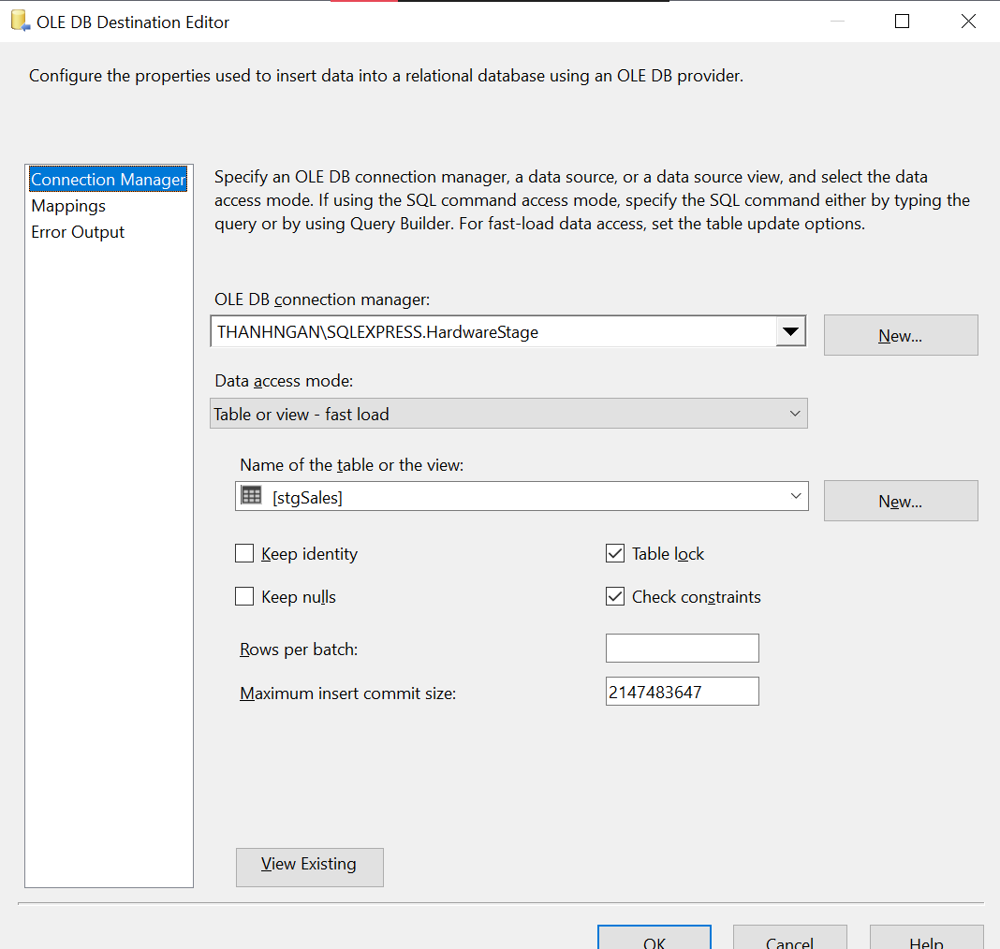 OLE DB Destination Editor
Configure the properties used to insert data into a relational database using an OLE DB provider.
Connection Manager
Mappings
Error Output
Specify an OLE DB connection manager, a data source, or a data source view, and select the data
access mode. If using the SQL command access mode, specify the SQL command either by typing the
query or by using Query Builder. For fast-load data access, set the table update options.
OLE DB connection manager:
THANHNGAN\SQLEXPRESS.HardwareStage
New...
Data access mode:
Table or view - fast load
Name of the table or the view:
[stgSales]
New...
Keep identity
Table lock
Keep nulls
Check constraints
Rows per batch:
Maximum insert commit size:
2147483647
View Existing
OK
Cancel
Help